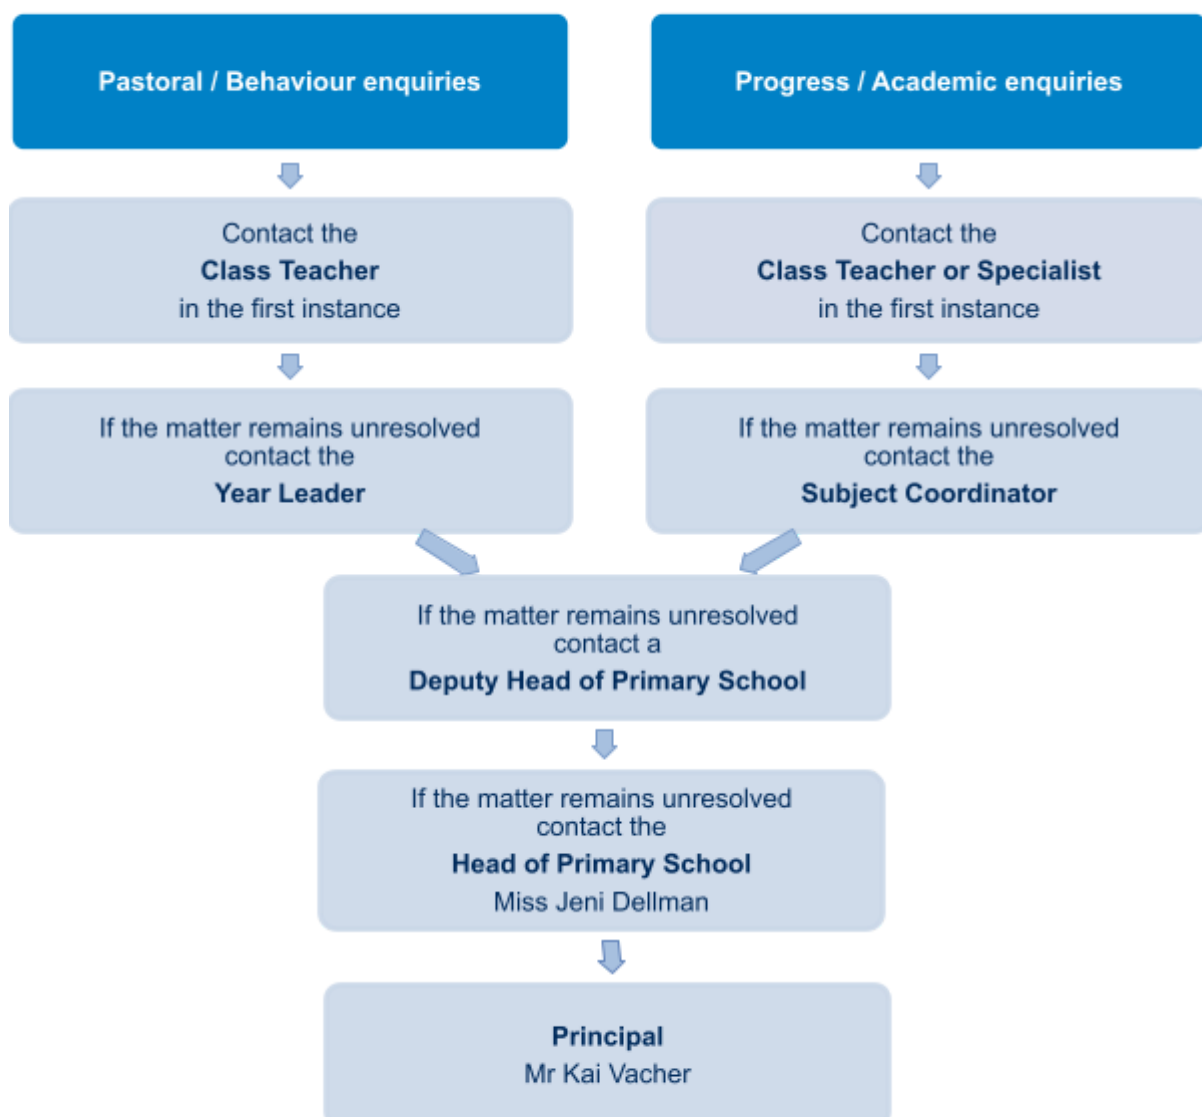 Pastoral / Behaviour enquiries
Progress / Academic enquiries
Contact the
Class Teacher
in the first instance
Contact the
Class Teacher or Specialist
in the first instance
If the matter remains unresolved
contact the
Year Leader
If the matter remains unresolved
contact the
Subject Coordinator
If the matter remains unresolved
contact a
Deputy Head of Primary School
If the matter remains unresolved
contact the
Head of Primary School
Miss Jeni Dellman
Principal
Mr Kai Vacher